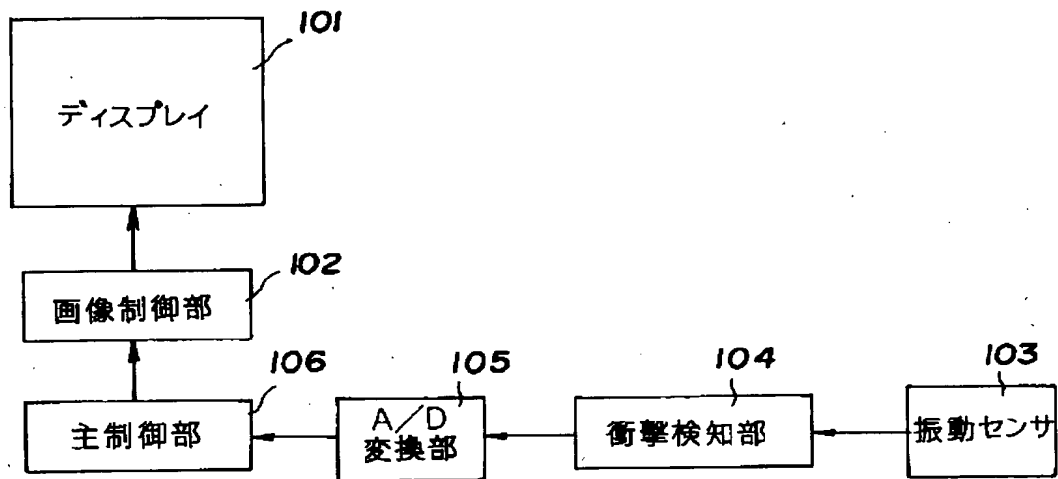 101
ディスプレイ
102
画像制御部
106
主制御部
105
A/D
変換部
104
衝撃検知部
103
振動センサ